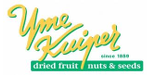 Yme
Kuiper
since 1859
dried fruit nuts & seeds